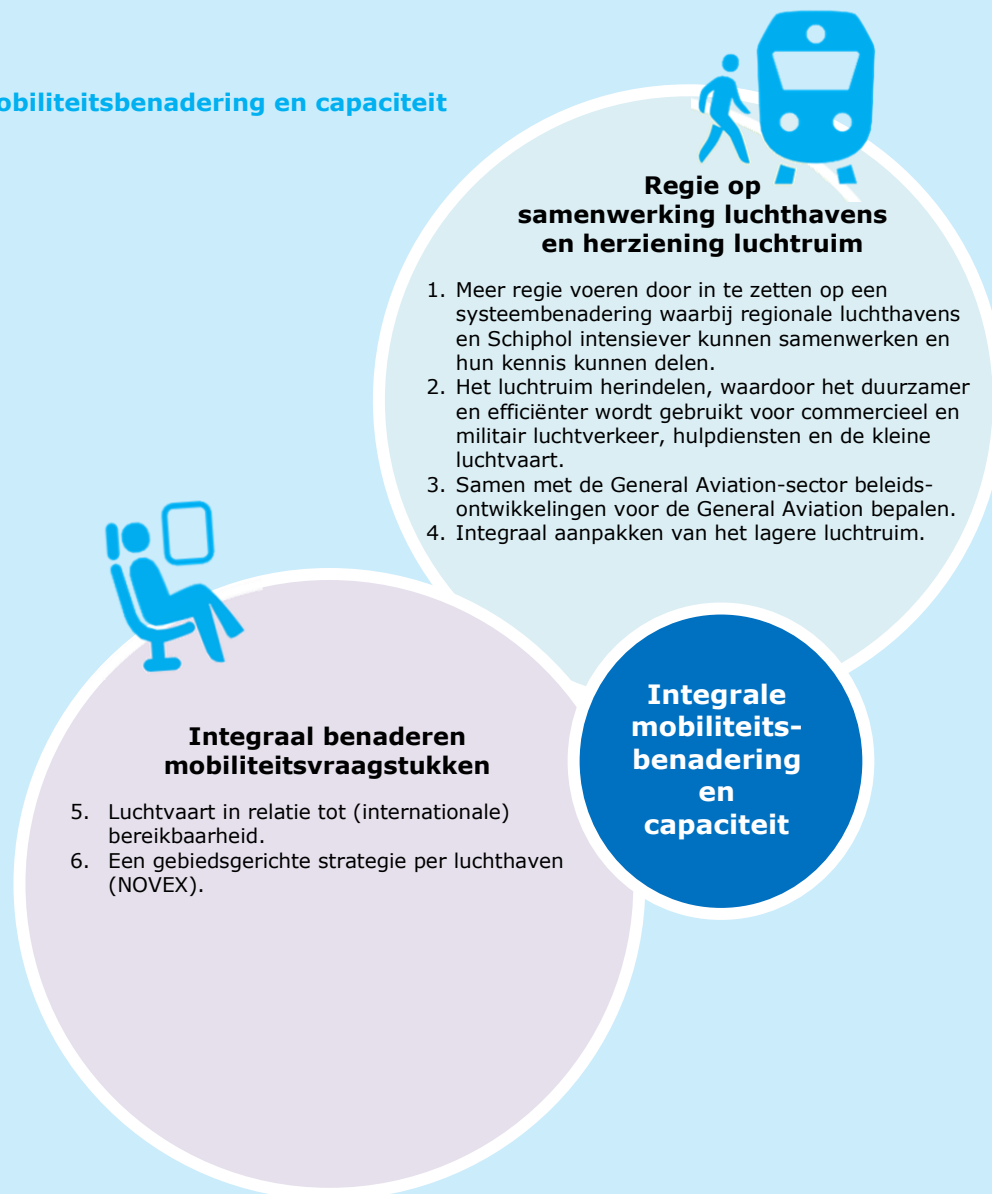 obiliteitsbenadering en capaciteit
Regie op
samenwerking luchthavens
en herziening luchtruim
1. Meer regie voeren door in te zetten op een
systeembenadering waarbij regionale luchthavens
en Schiphol intensiever kunnen samenwerken en
hun kennis kunnen delen.
2. Het luchtruim herindelen, waardoor het duurzamer
en efficiënter wordt gebruikt voor commercieel en
militair luchtverkeer, hulpdiensten en de kleine
luchtvaart.
3. Samen met de General Aviation-sector beleids-
ontwikkelingen voor de General Aviation bepalen.
4. Integraal aanpakken van het lagere luchtruim.
Integraal benaderen
mobiliteitsvraagstukken
5. Luchtvaart in relatie tot (internationale)
bereikbaarheid.
6. Een gebiedsgerichte strategie per luchthaven
(NOVEX).
Integrale
mobiliteits-
benadering
en
capaciteit